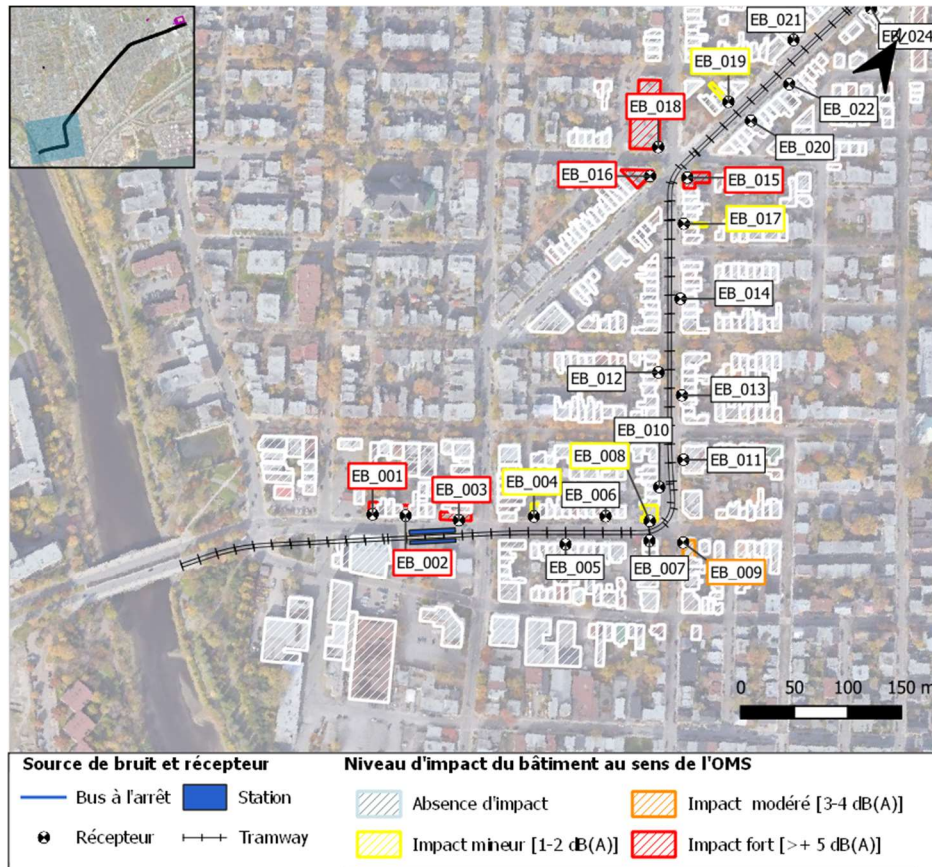 EB_021
EB_024
EB_019
EB_018
EB_022
EB_020
EB_016
EB_015
EB_017
EB_014
EB_012
EB_013
EB_010
EB_008
EB_011
EB_001
EB_003
EB_004
EB_006
EB_002
EB_005
EB_007
EB_009
0 50 100 150 m
Source de bruit et récepteur
Bus à l'arrêt
Station
Récepteur
Tramway
Niveau d'impact du bâtiment au sens de l'OMS
Absence d'impact
Impact modéré [3-4 dB(A)]
Impact mineur [1-2 dB(A)]
Impact fort [>+ 5 dB(A)]